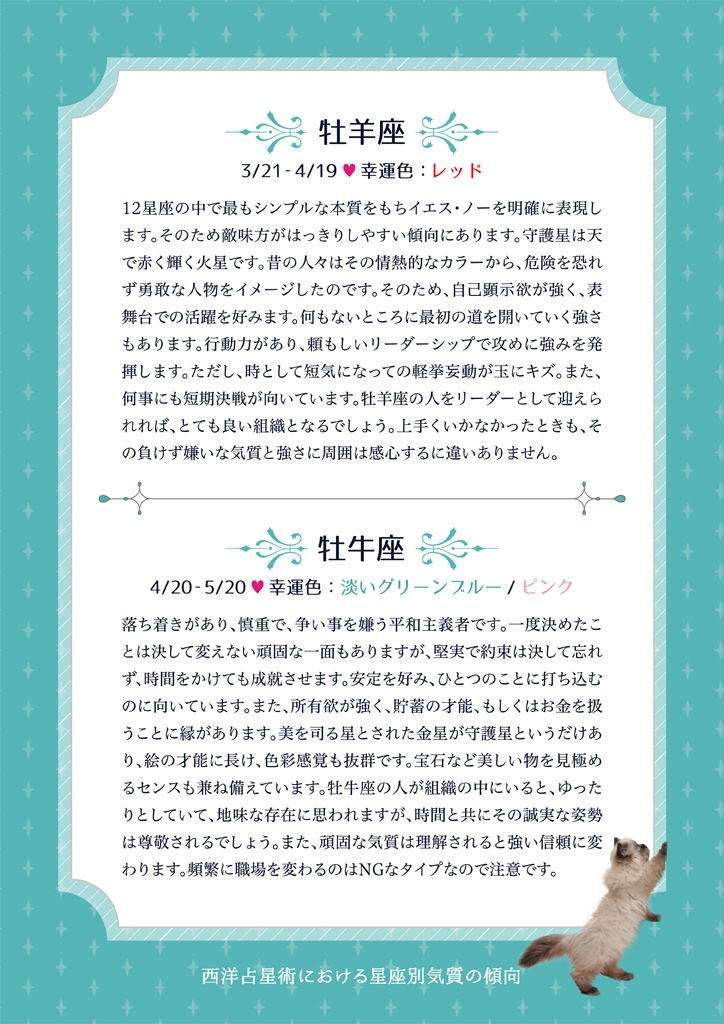 牡羊座
3/21-4/19♥幸運色：レッド
12星座の中で最もシンプルな本質をもちイエス・ノーを明確に表現し
ます。そのため敵味方がはっきりしやすい傾向にあります。守護星は天
で赤く輝く火星です。昔の人々はその情熱的なカラーから、危険を恐れ
ず勇敢な人物をイメージしたのです。そのため、自己顕示欲が強く、表
舞台での活躍を好みます。何もないところに最初の道を開いていく強さ
もあります。行動力があり、頼もしいリーダーシップで攻めに強みを発
揮します。ただし、時として短気になっての軽挙妄動が玉にキズ。また、
何事にも短期決戦が向いています。牡羊座の人をリーダーとして迎えら
れれば、とても良い組織となるでしょう。上手くいかなかったときも、そ
の負けず嫌いな気質と強さに周囲は感心するに違いありません。
牡牛座
4/20-5/20♥幸運色：淡いグリーンブルー/ピンク
落ち着きがあり、慎重で、争い事を嫌う平和主義者です。一度決めたこ
とは決して変えない頑固な一面もありますが、堅実で約束は決して忘れ
ず、時間をかけても成就させます。安定を好み、ひとつのことに打ち込む
のに向いています。また、所有欲が強く、貯蓄の才能、もしくはお金を扱
うことに縁があります。美を司る星とされた金星が守護星というだけあ
り、絵の才能に長け、色彩感覚も抜群です。宝石など美しい物を見極め
るセンスも兼ね備えています。牡牛座の人が組織の中にいると、ゆった
りとしていて、地味な存在に思われますが、時間と共にその誠実な姿勢
は尊敬されるでしょう。また、頑固な気質は理解されると強い信頼に変
わります。頻繁に職場を変わるのはNGなタイプなので注意です。
西洋占星術における星座別気質の傾向